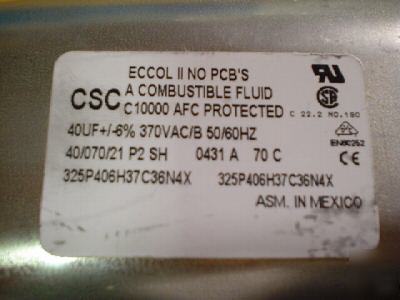 ECCOL II NO PCB'S
CSC A COMBUSTIBLE FLUID
C10000 AFC PROTECTED
C 22.2 NO.190
40UF+/-6% 370VAC/B 50/60HZ
EN60252
40/070/21 P2 SH 0431 A 70 C
CE
325P406H37C36N4X 325P406H37C36N4X
ASM. IN MEXICO